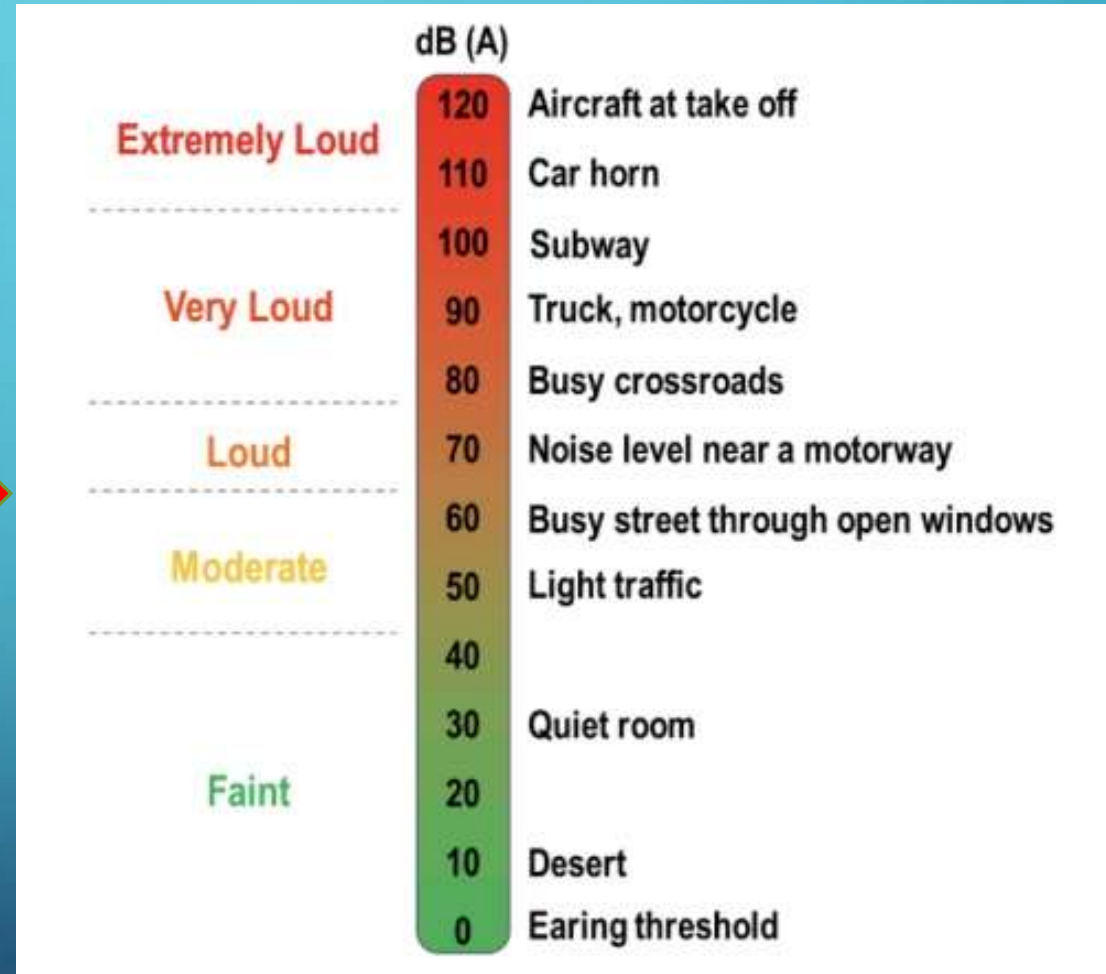 dB (A)
120 Aircraft at take off
Extremely Loud
110 Car horn
100 Subway
Very Loud
90 Truck, motorcycle
80 Busy crossroads
Loud
70 Noise level near a motorway
60 Busy street through open windows
Moderate
50 Light traffic
40
30 Quiet room
Faint
20
10 Desert
0 Earing threshold